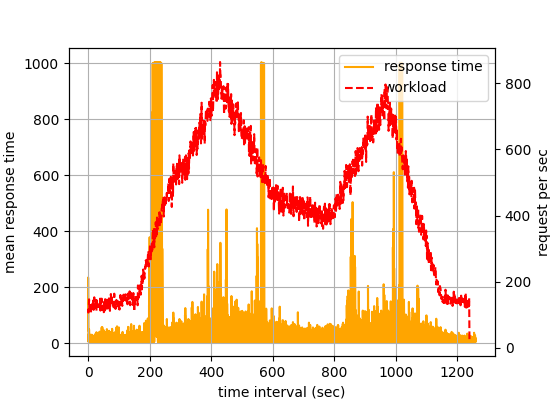 response time
workload
1000
800
600
400
200
0
mean response time
800
600
400
200
0
request per sec
0 200 400 600 800 1000 1200
time interval (sec)